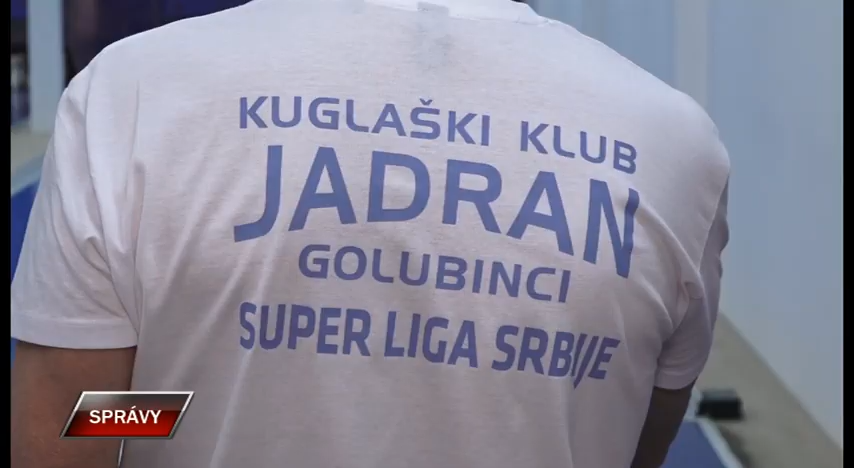 KUGLAŠKI KLUB
JADRAN
GOLUBINCI
SUPER LIGA SRBIJE
SPRÁVY